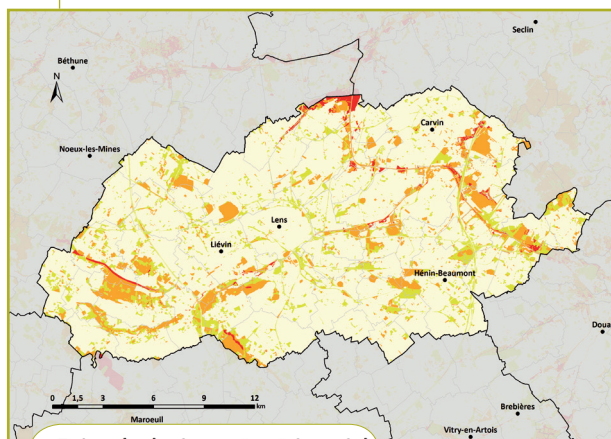 Seclin
Béthune
N
Carvin
Noeux-les-Mines
Lens
Liévin
Hénin-Beaumont
Doua
0 1,5 3 6 9 12
km
Maroeuil
Brebières
Vitry-en-Artois